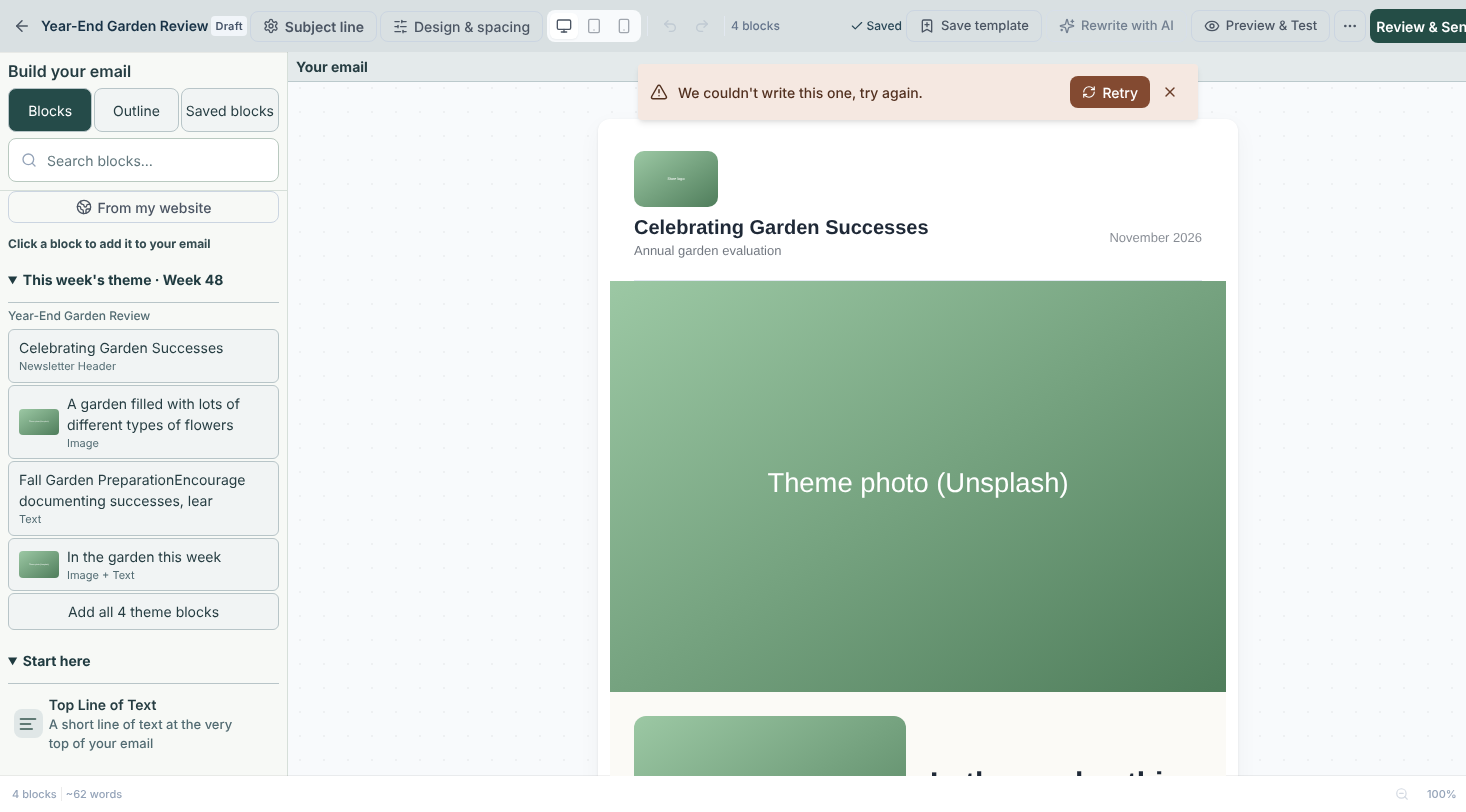 Year-End Garden Review
Draft
Subject line
Design & spacing
4 blocks
Saved
Save template
Rewrite with AI
Preview & Test
Review & Sen
Build your email
Blocks
Outline
Saved blocks
Search blocks...
From my website
Click a block to add it to your email
This week's theme · Week 48
Year-End Garden Review
Celebrating Garden Successes
Newsletter Header
A garden filled with lots of
different types of flowers
Image
Fall Garden PreparationEncourage
documenting successes, lear
Text
In the garden this week
Image + Text
Add all 4 theme blocks
Start here
Top Line of Text
A short line of text at the very
top of your email
Your email
We couldn't write this one, try again.
Retry
Celebrating Garden Successes
Annual garden evaluation
November 2026
Theme photo (Unsplash)
4 blocks
~62 words
100%